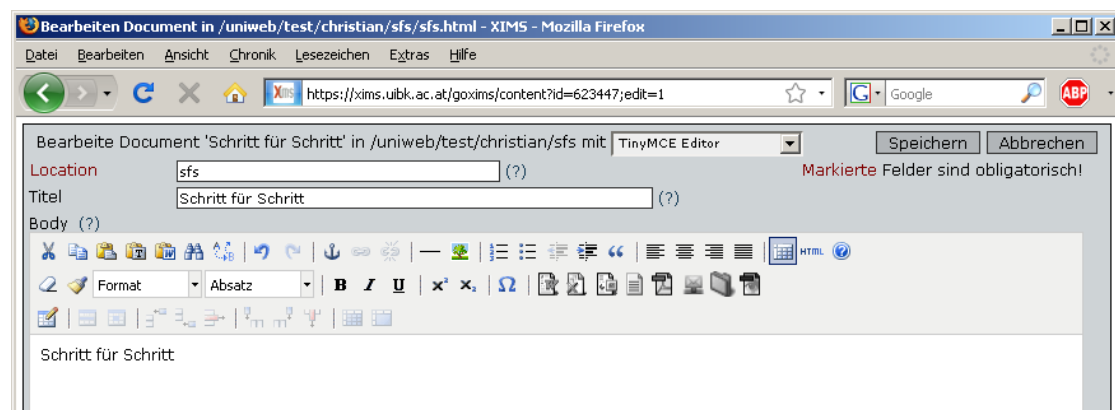 Bearbeiten Document in /uniweb/test/christian/sfs/sfs.html - XIMS - Mozilla Firefox
Datei Bearbeiten Ansicht Chronik Lesezeichen Extras Hilfe
Xims https://xims.uibk.ac.at/goxims/content?id=623447;edit=1 G Google ABP
Bearbeite Document 'Schritt für Schritt' in /uniweb/test/christian/sfs mit TinyMCE Editor Speichern Abbrechen
Location sfs (?) Markierte Felder sind obligatorisch!
Titel Schritt für Schritt (?)
Body (?)
HTML
Format Absatz B I U x² x₂ Ω
Schritt für Schritt